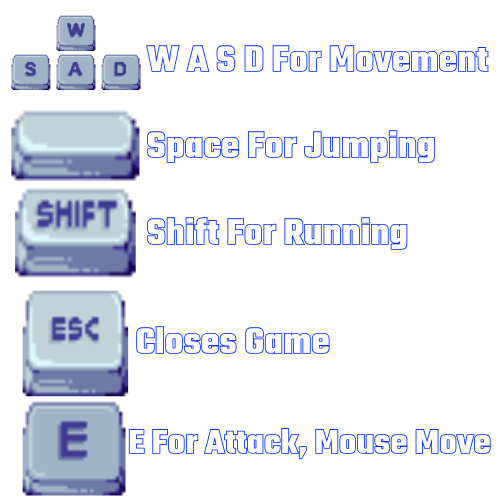 W
S A D W A S D For Movement
Space For Jumping
SHIFT Shift For Running
ESC Closes Game
E E For Attack, Mouse Move